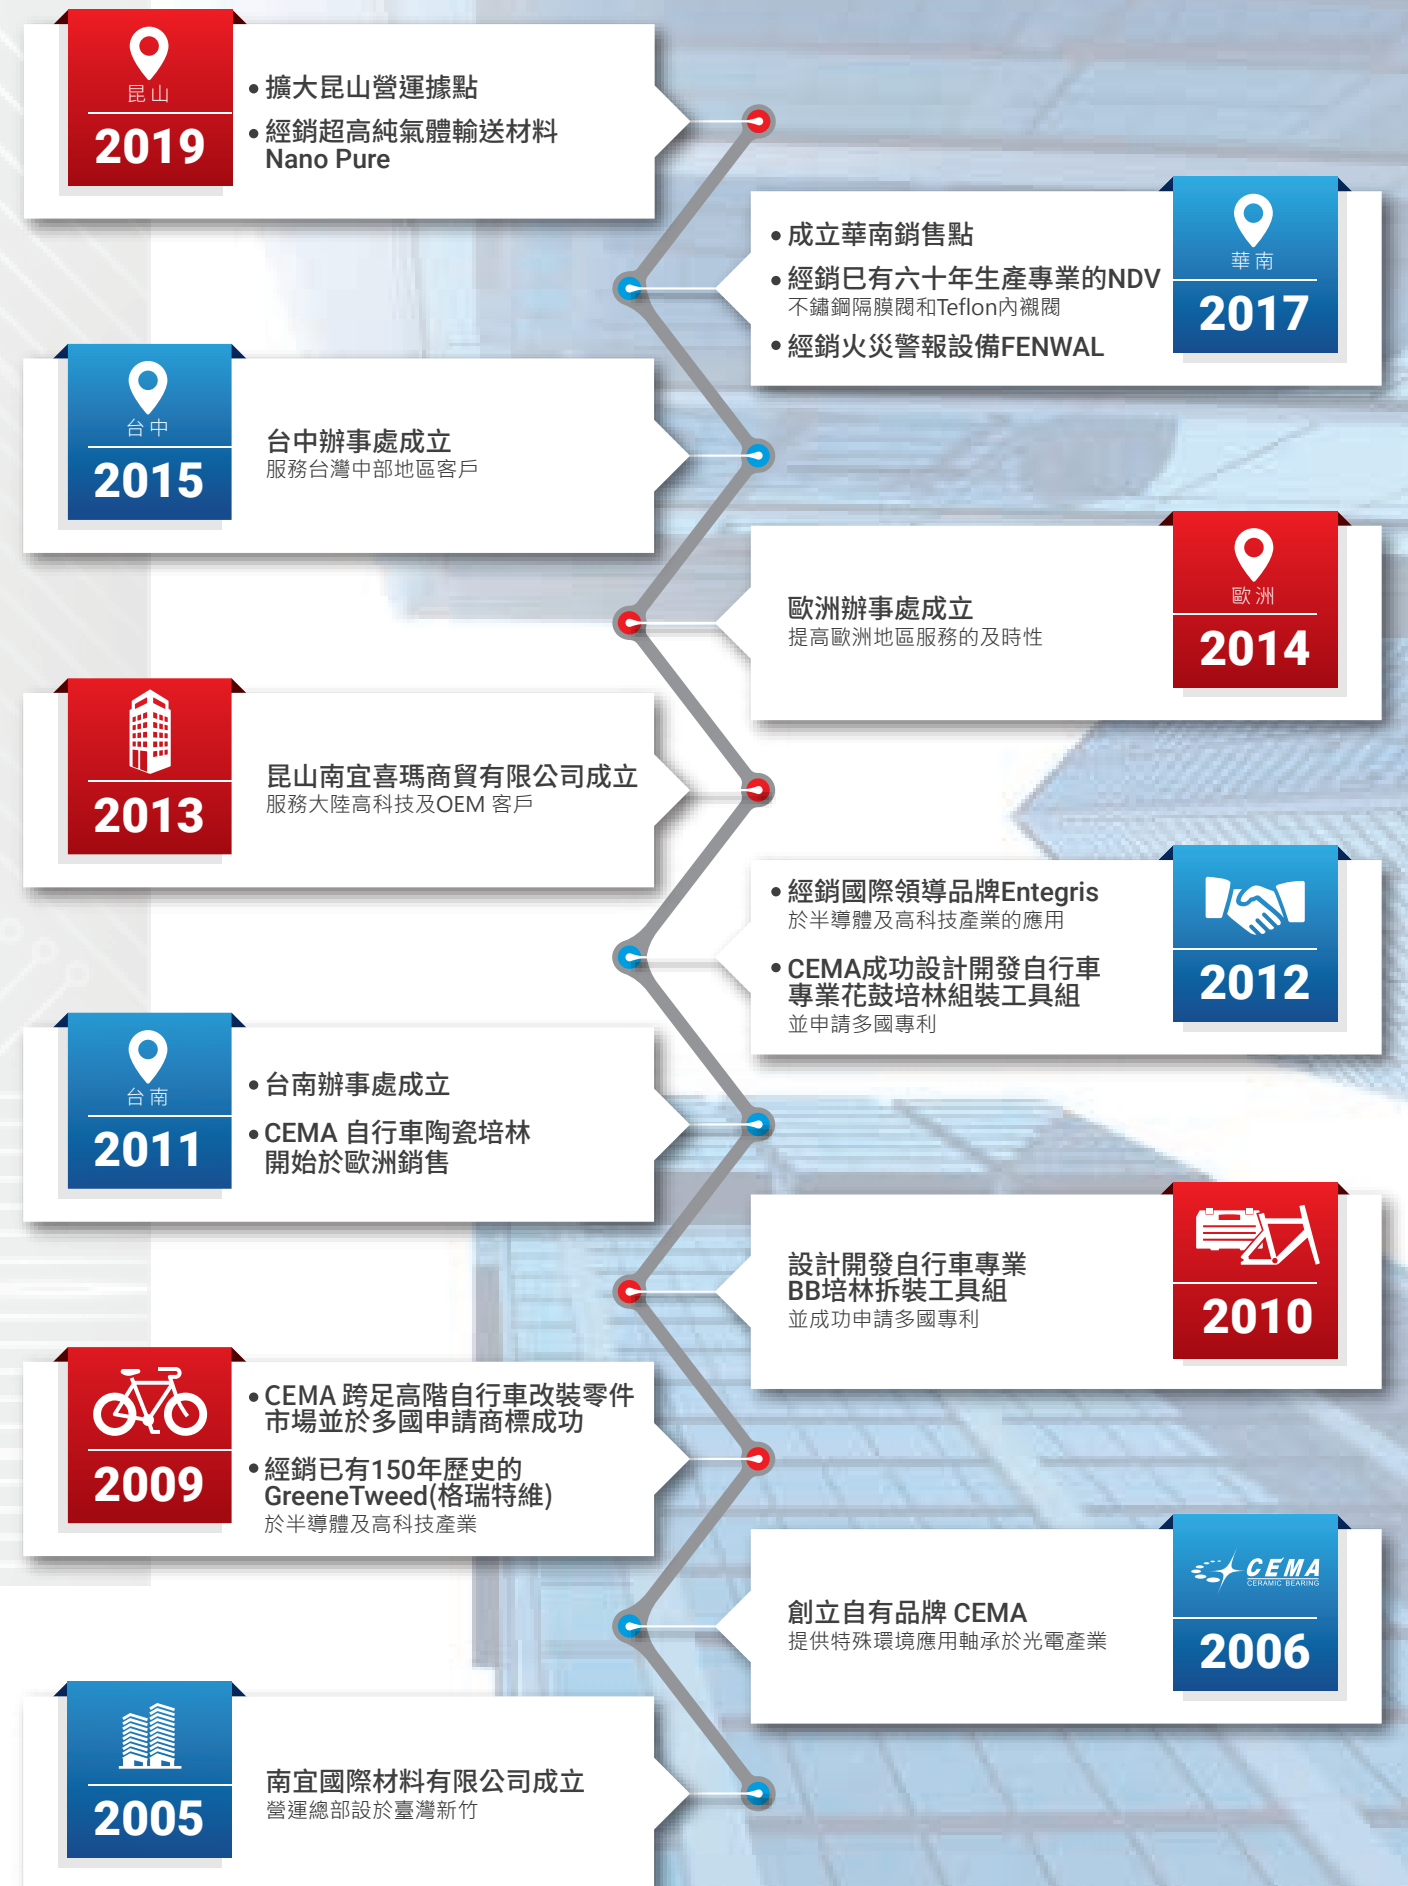 昆山
2019
擴大昆山營運據點
經銷超高純氣體輸送材料
Nano Pure
華南
2017
成立華南銷售點
經銷已有六十年生產專業的NDV
不鏽鋼隔膜閥和Teflon內襯閥
經銷火災警報設備FENWAL
台中
2015
台中辦事處成立
服務台灣中部地區客戶
歐洲
2014
歐洲辦事處成立
提高歐洲地區服務的及時性
2013
昆山南宜喜瑪商貿有限公司成立
服務大陸高科技及OEM 客戶
2012
經銷國際領導品牌Entegris
於半導體及高科技產業的應用
CEMA成功設計開發自行車
專業花鼓培林組裝工具組
並申請多國專利
台南
2011
台南辦事處成立
CEMA 自行車陶瓷培林
開始於歐洲銷售
2010
設計開發自行車專業
BB培林拆裝工具組
並成功申請多國專利
2009
CEMA 跨足高階自行車改裝零件
市場並於多國申請商標成功
經銷已有150年歷史的
GreeneTweed(格瑞特維)
於半導體及高科技產業
CEMA
CERAMIC BEARING
2006
創立自有品牌 CEMA
提供特殊環境應用軸承於光電產業
2005
南宜國際材料有限公司成立
營運總部設於臺灣新竹